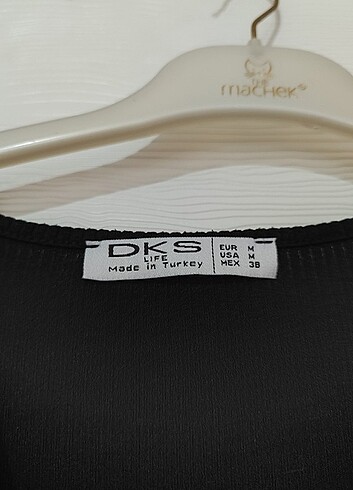 machek
DKS
LIFE
Made in Turkey
EUR M
USA M
MEX 38